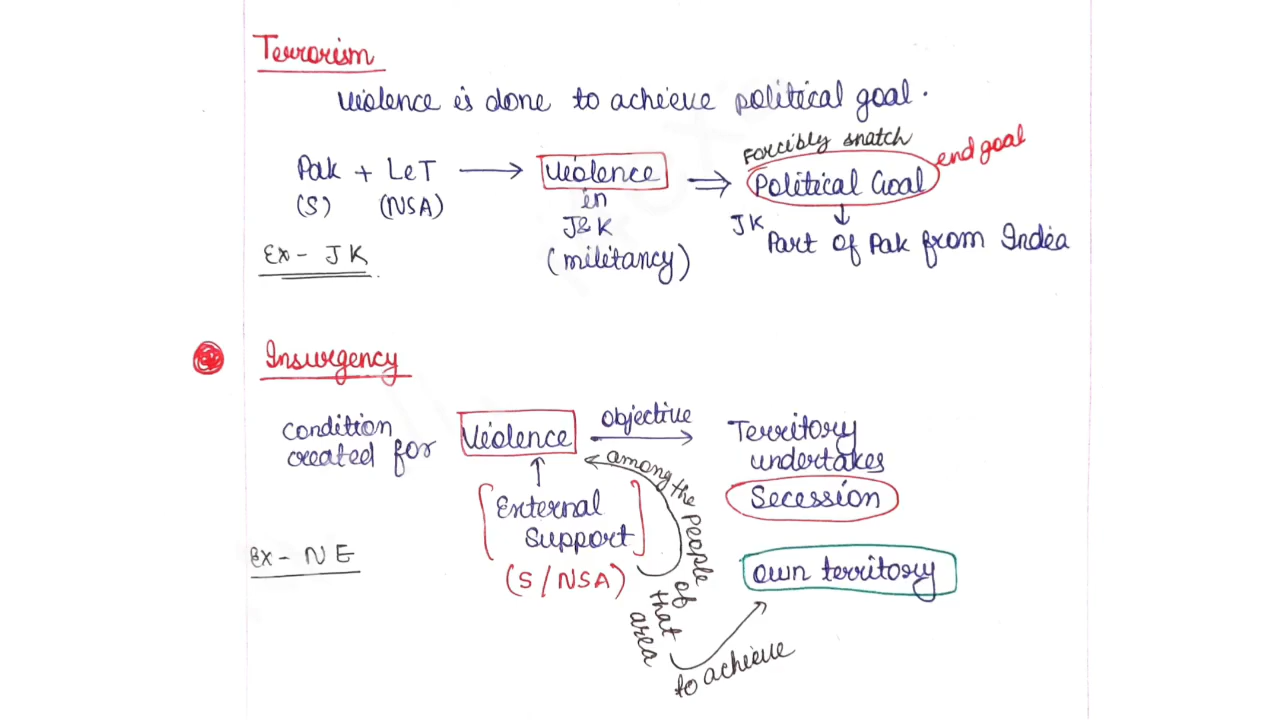 Terrorism
Violence is done to achieve political goal.
Forcibly snatch
end goal
Pak + LeT → Violence ⇒ Political Goal
(S) (NSA)
in
J&K
(militancy)
↓
JK Part of Pak from India
Ex - JK
Insurgency
condition created for
Violence
objective →
Territory undertakes
Secession
↑
[External Support]
(S/NSA)
among the people of that area
to achieve
own territory
Ex - NE